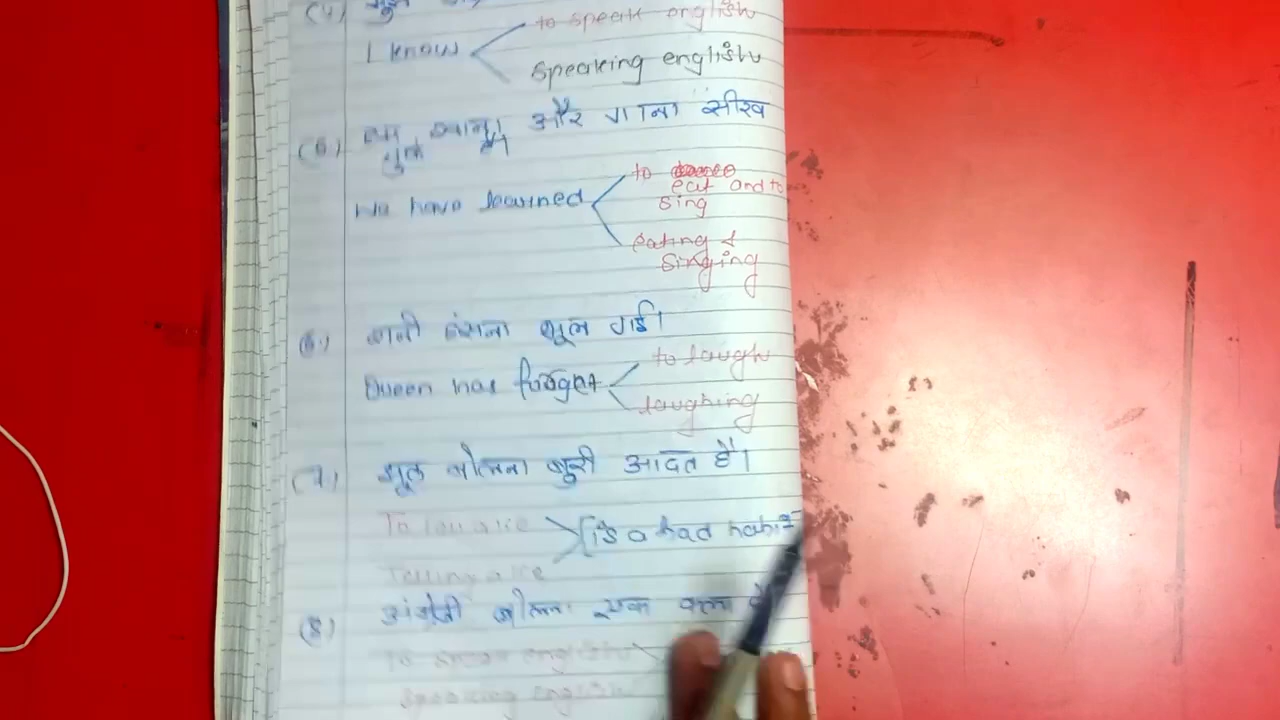 (4)
I know
to speak english
speaking english
(5) और गाना सीख
चुके
We have learned
to eat and to
sing
eating &
singing
(6) रानी हंसना भूल गई।
Queen has forget
to laugh
laughing
(7) झूठ बोलना बुरी आदत है।
To tell a lie
is a bad habit
Telling a lie
(8) अंग्रेजी बोलना एक कला
To speak english
speaking english